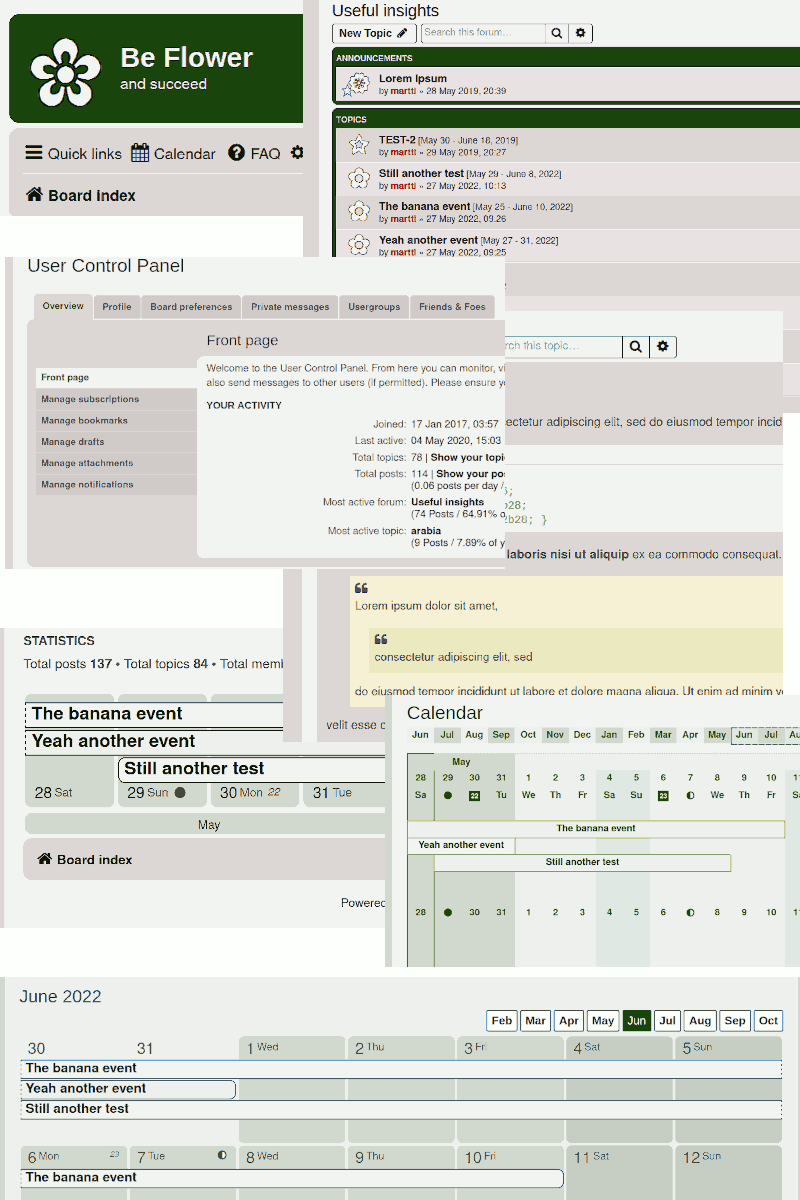 Be Flower
and succeed
Quick links Calendar FAQ
Board index
Useful insights
New Topic Search this forum…
ANNOUNCEMENTS
Lorem Ipsum
by martti » 28 May 2019, 20:39
TOPICS
TEST-2 [May 30 - June 18, 2019]
by martti » 29 May 2019, 20:27
Still another test [May 29 - June 8, 2022]
by martti » 27 May 2022, 10:13
The banana event [May 25 - June 10, 2022]
by martti » 27 May 2022, 09:26
Yeah another event [May 27 - 31, 2022]
by martti » 27 May 2022, 09:25
User Control Panel
Overview Profile Board preferences Private messages Usergroups Friends & Foes
Front page
Manage subscriptions
Manage bookmarks
Manage drafts
Manage attachments
Manage notifications
Front page
Welcome to the User Control Panel. From here you can monitor, vi
also send messages to other users (if permitted). Please ensure yo
YOUR ACTIVITY
Joined: 17 Jan 2017, 03:57
Last active: 04 May 2020, 15:03
Total topics: 78 | Show your topi
Total posts: 114 | Show your po
(0.06 posts per day /
Most active forum: Useful insights
(74 Posts / 64.91% o
Most active topic: arabia
(9 Posts / 7.89% of y
rch this topic…
ectetur adipiscing elit, sed do eiusmod tempor incid
;
b28;
2b28; }
laboris nisi ut aliquip ex ea commodo consequat.
Lorem ipsum dolor sit amet,
consectetur adipiscing elit, sed
do eiusmod tempor incididunt ut labore et dolore magna aliqua. Ut enim ad minim v
velit esse c
STATISTICS
Total posts 137 • Total topics 84 • Total memb
The banana event
Yeah another event
Still another test
28 Sat 29 Sun 30 Mon 22 31 Tue
May
Board index
Powered
Calendar
Jun Jul Aug Sep Oct Nov Dec Jan Feb Mar Apr May Jun Jul Au
May
28 29 30 31 1 2 3 4 5 6 7 8 9 10 11
Sa 22 Tu We Th Fr Sa Su 23 We Th Fr Sa
The banana event
Yeah another event
Still another test
28 30 31 1 2 3 4 5 6 8 9 10 11
June 2022
Feb Mar Apr May Jun Jul Aug Sep Oct
30 31 1 Wed 2 Thu 3 Fri 4 Sat 5 Sun
The banana event
Yeah another event
Still another test
6 Mon 23 7 Tue 8 Wed 9 Thu 10 Fri 11 Sat 12 Sun
The banana event